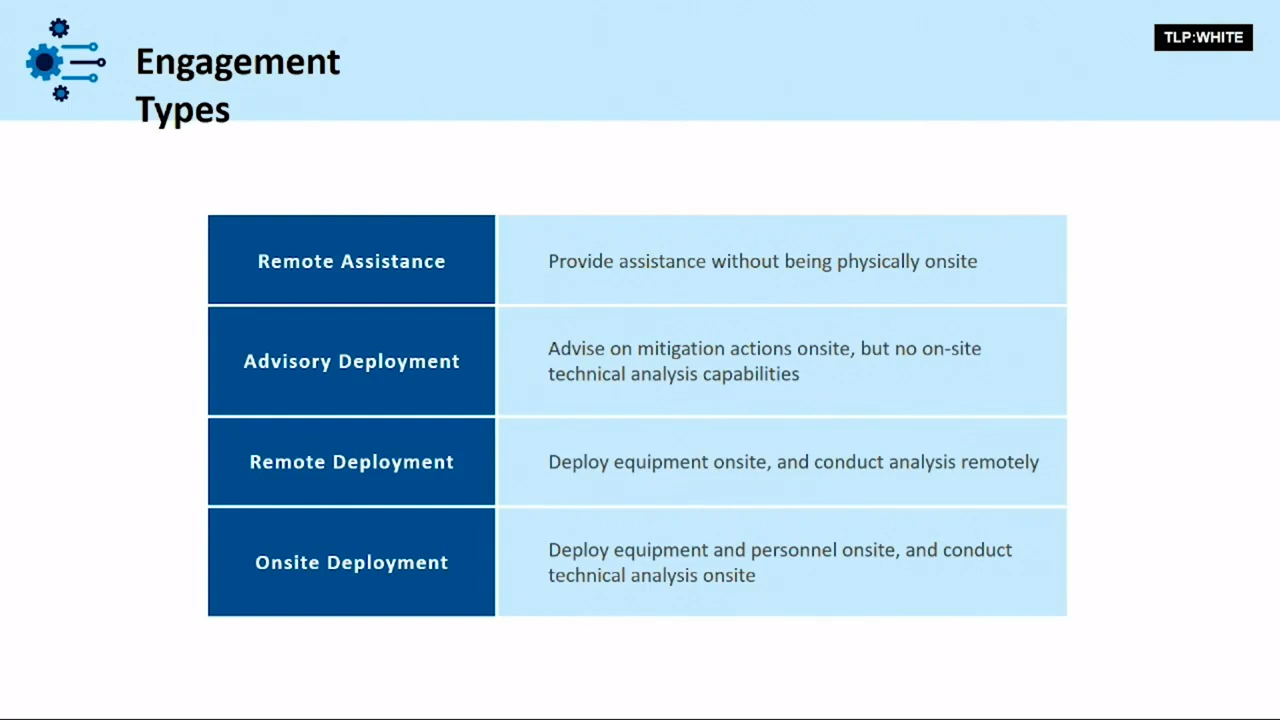 TLP:WHITE
Engagement
Types
Remote Assistance
Provide assistance without being physically onsite
Advisory Deployment
Advise on mitigation actions onsite, but no on-site
technical analysis capabilities
Remote Deployment
Deploy equipment onsite, and conduct analysis remotely
Onsite Deployment
Deploy equipment and personnel onsite, and conduct
technical analysis onsite